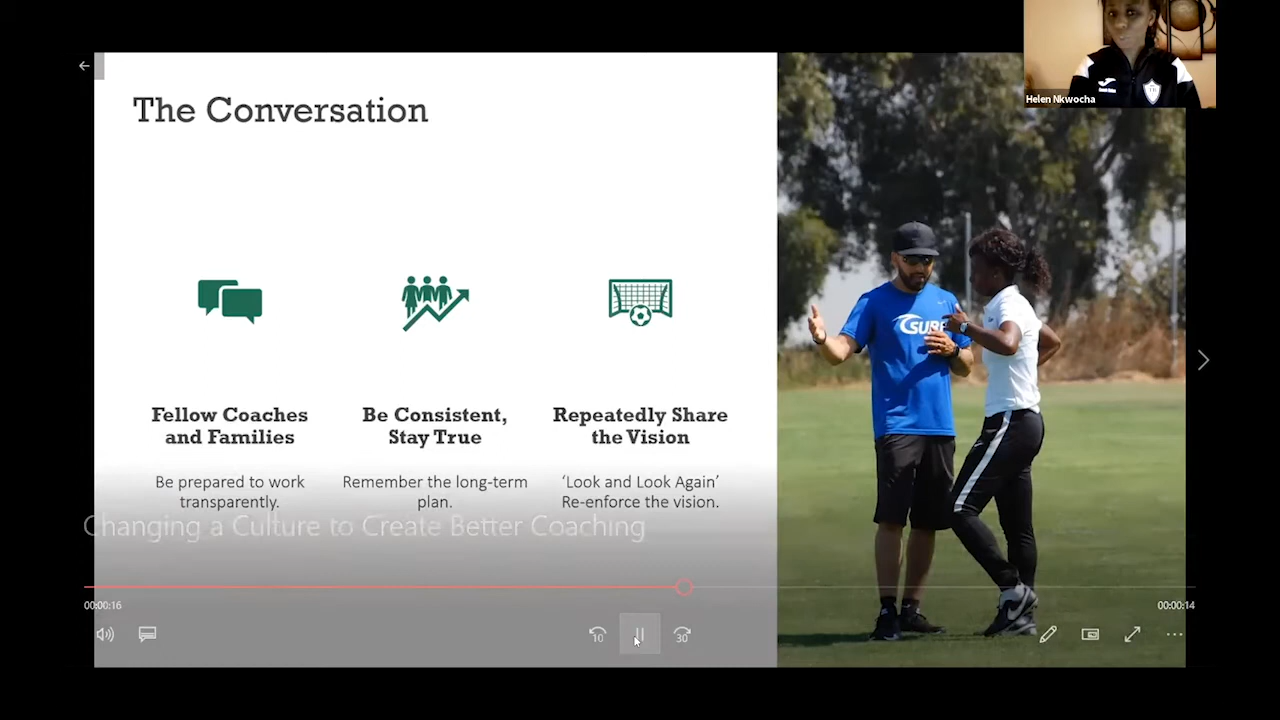 The Conversation
Helen Nkwocha
SURF
Fellow Coaches
and Families
Be Consistent,
Stay True
Repeatedly Share
the Vision
Be prepared to work
transparently.
Remember the long-term
plan.
‘Look and Look Again’
Re-enforce the vision.
Changing a Culture to Create Better Coaching
00:00:16
00:00:14
10
30